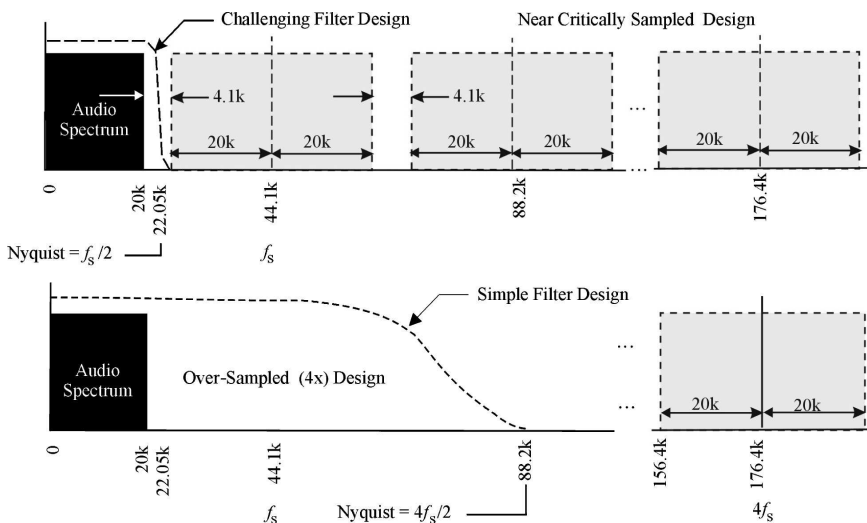 Challenging Filter Design
Near Critically Sampled Design
Audio
Spectrum
4.1k
4.1k
...
20k
20k
20k
20k
20k
20k
...
0
20k
22.05k
44.1k
88.2k
176.4k
Nyquist = fs/2
fs
Simple Filter Design
Audio
Spectrum
Over-Sampled (4x) Design
...
20k
20k
...
0
20k
22.05k
44.1k
88.2k
156.4k
176.4k
fs
Nyquist = 4fs/2
4fs